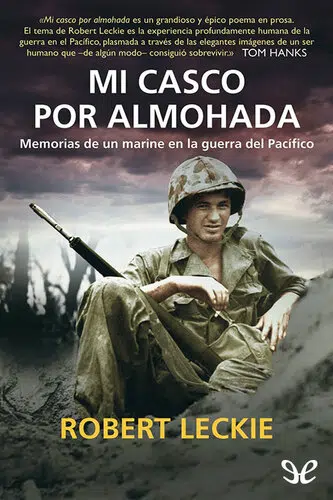 «Mi casco por almohada es un grandioso y épico poema en prosa.
El tema de Robert Leckie es la experiencia profundamente humana de la
guerra en el Pacífico, plasmada a través de las elegantes imágenes de un ser
humano que –de algún modo– consiguió sobrevivir.» TOM HANKS
MI CASCO
POR ALMOHADA
Memorias de un marine en la guerra del Pacífico
ROBERT LECKIE